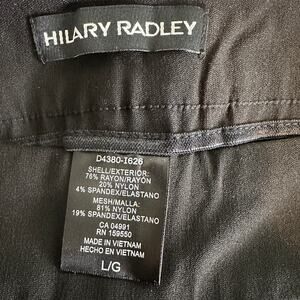 HILARY RADLEY
D4380-I626
SHELL/EXTERIOR:
76% RAYON/RAYÓN
20% NYLON
4% SPANDEX/ELASTANO
MESH/MALLA:
81% NYLON
19% SPANDEX/ELASTANO
CA 04991
RN 159550
MADE IN VIETNAM
HECHO EN VIETNAM
L/G